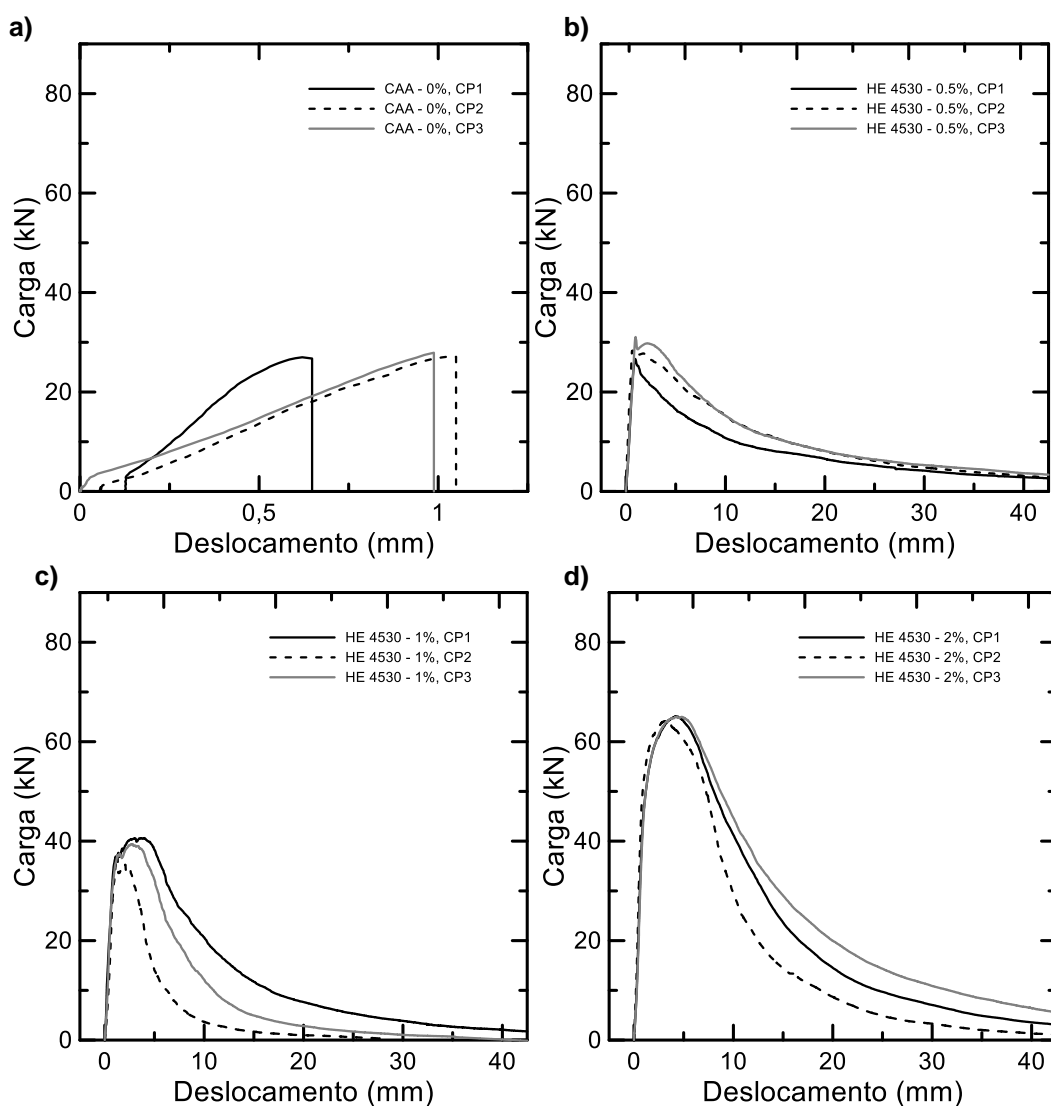 a)
CAA - 0%, CP1
CAA - 0%, CP2
CAA - 0%, CP3
Carga (kN)
80
60
40
20
0
0
0,5
1
Deslocamento (mm)
b)
HE 4530 - 0.5%, CP1
HE 4530 - 0.5%, CP2
HE 4530 - 0.5%, CP3
Carga (kN)
80
60
40
20
0
0
10
20
30
40
Deslocamento (mm)
c)
HE 4530 - 1%, CP1
HE 4530 - 1%, CP2
HE 4530 - 1%, CP3
Carga (kN)
80
60
40
20
0
0
10
20
30
40
Deslocamento (mm)
d)
HE 4530 - 2%, CP1
HE 4530 - 2%, CP2
HE 4530 - 2%, CP3
Carga (kN)
80
60
40
20
0
0
10
20
30
40
Deslocamento (mm)